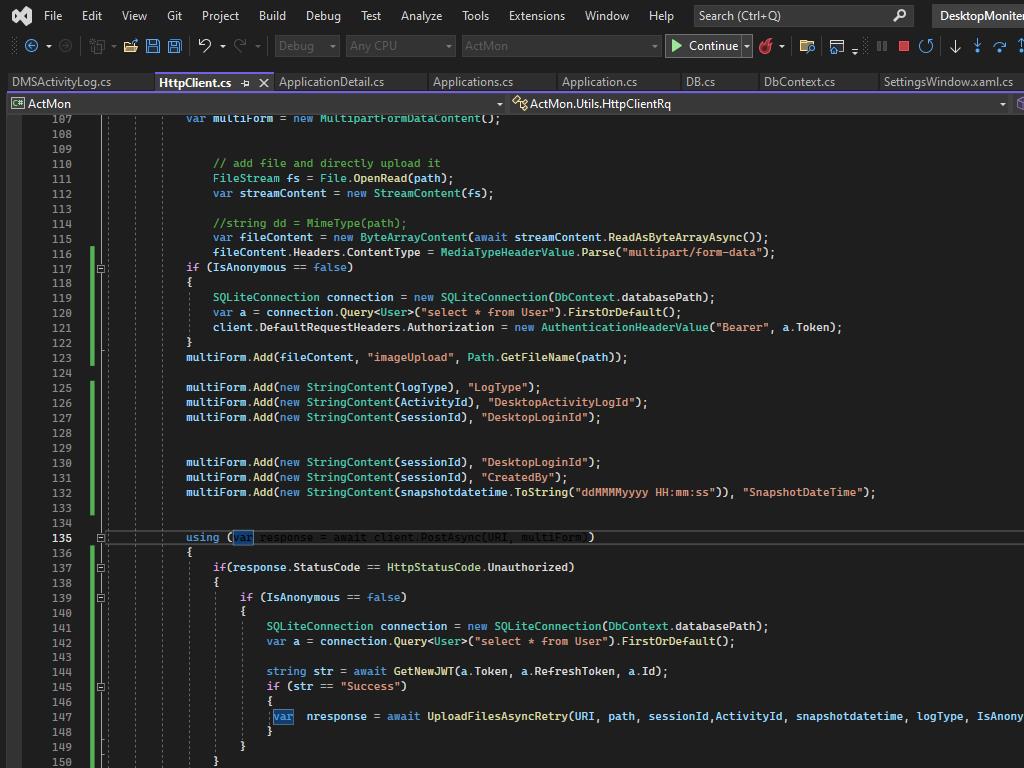 File Edit View Git Project Build Debug Test Analyze Tools Extensions Window Help Search (Ctrl+Q) DesktopMoniter
Debug Any CPU ActMon Continue
DMSActivityLog.cs HttpClient.cs ApplicationDetail.cs Applications.cs Application.cs DB.cs DbContext.cs SettingsWindow.xaml.cs
C# ActMon ActMon.Utils.HttpClientRq
107 var multiForm = new MultipartFormDataContent();
108
109
110 // add file and directly upload it
111 FileStream fs = File.OpenRead(path);
112 var streamContent = new StreamContent(fs);
113
114 //string dd = MimeType(path);
115 var fileContent = new ByteArrayContent(await streamContent.ReadAsByteArrayAsync());
116 fileContent.Headers.ContentType = MediaTypeHeaderValue.Parse("multipart/form-data");
117 if (IsAnonymous == false)
118 {
119 SQLiteConnection connection = new SQLiteConnection(DbContext.databasePath);
120 var a = connection.Query<User>("select * from User").FirstOrDefault();
121 client.DefaultRequestHeaders.Authorization = new AuthenticationHeaderValue("Bearer", a.Token);
122 }
123 multiForm.Add(fileContent, "imageUpload", Path.GetFileName(path));
124
125 multiForm.Add(new StringContent(logType), "LogType");
126 multiForm.Add(new StringContent(ActivityId), "DesktopActivityLogId");
127 multiForm.Add(new StringContent(sessionId), "DesktopLoginId");
128
129
130 multiForm.Add(new StringContent(sessionId), "DesktopLoginId");
131 multiForm.Add(new StringContent(sessionId), "CreatedBy");
132 multiForm.Add(new StringContent(snapshotdatetime.ToString("ddMMMMyyyy HH:mm:ss")), "SnapshotDateTime");
133
134
135 using (var response = await client.PostAsync(URI, multiForm))
136 {
137 if(response.StatusCode == HttpStatusCode.Unauthorized)
138 {
139 if (IsAnonymous == false)
140 {
141 SQLiteConnection connection = new SQLiteConnection(DbContext.databasePath);
142 var a = connection.Query<User>("select * from User").FirstOrDefault();
143
144 string str = await GetNewJWT(a.Token, a.RefreshToken, a.Id);
145 if (str == "Success")
146 {
147 var nresponse = await UploadFilesAsyncRetry(URI, path, sessionId,ActivityId, snapshotdatetime, logType, IsAnony
148 }
149 }
150 }